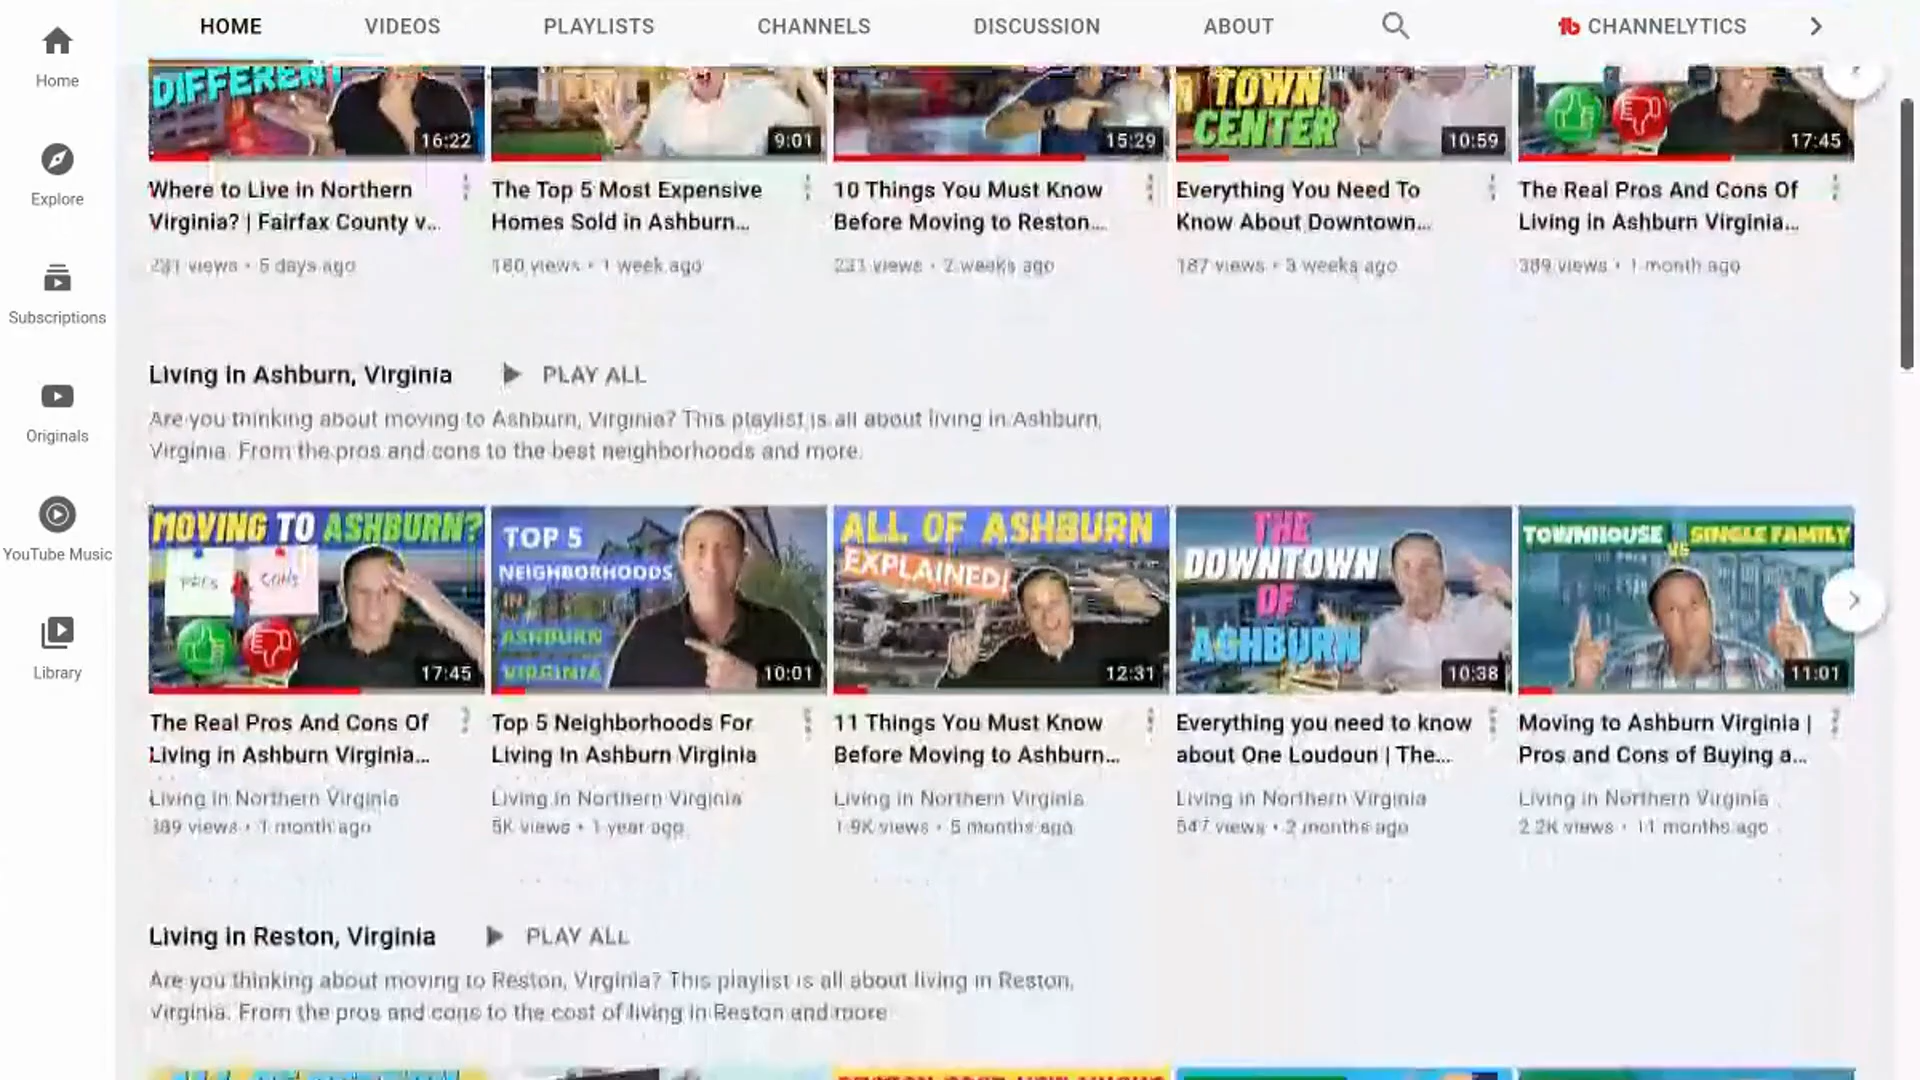 HOME VIDEOS PLAYLISTS CHANNELS DISCUSSION ABOUT CHANNELYTICS
Home
Explore
Subscriptions
Originals
YouTube Music
Library
DIFFERENT
16:22
9:01
15:29
TOWN
CENTER
10:59
17:45
Where to Live in Northern
Virginia? | Fairfax County v...
231 views • 5 days ago
The Top 5 Most Expensive
Homes Sold in Ashburn...
180 views • 1 week ago
10 Things You Must Know
Before Moving to Reston...
views • 2 weeks ago
Everything You Need To
Know About Downtown...
187 views • 3 weeks ago
The Real Pros And Cons Of
Living in Ashburn Virginia...
389 views • 1 month ago
Living in Ashburn, Virginia PLAY ALL
Are you thinking about moving to Ashburn, Virginia? This playlist is all about living in Ashburn,
Virginia. From the pros and cons to the best neighborhoods and more.
MOVING TO ASHBURN?
PROS CONS
17:45
TOP 5
NEIGHBORHOODS
IN
ASHBURN
VIRGINIA
10:01
ALL OF ASHBURN
EXPLAINED!
12:31
THE
DOWNTOWN
OF
ASHBURN
10:38
TOWNHOUSE VS SINGLE FAMILY
11:01
The Real Pros And Cons Of
Living in Ashburn Virginia...
Living in Northern Virginia
389 views • 1 month ago
Top 5 Neighborhoods For
Living In Ashburn Virginia
Living in Northern Virginia
5K views • 1 year ago
11 Things You Must Know
Before Moving to Ashburn...
Living in Northern Virginia
1.9K views • 5 months ago
Everything you need to know
about One Loudoun | The...
Living in Northern Virginia
547 views • 2 months ago
Moving to Ashburn Virginia |
Pros and Cons of Buying a...
Living in Northern Virginia
2.2K views • 11 months ago
Living in Reston, Virginia PLAY ALL
Are you thinking about moving to Reston, Virginia? This playlist is all about living in Reston,
Virginia. From the pros and cons to the cost of living in Reston and more